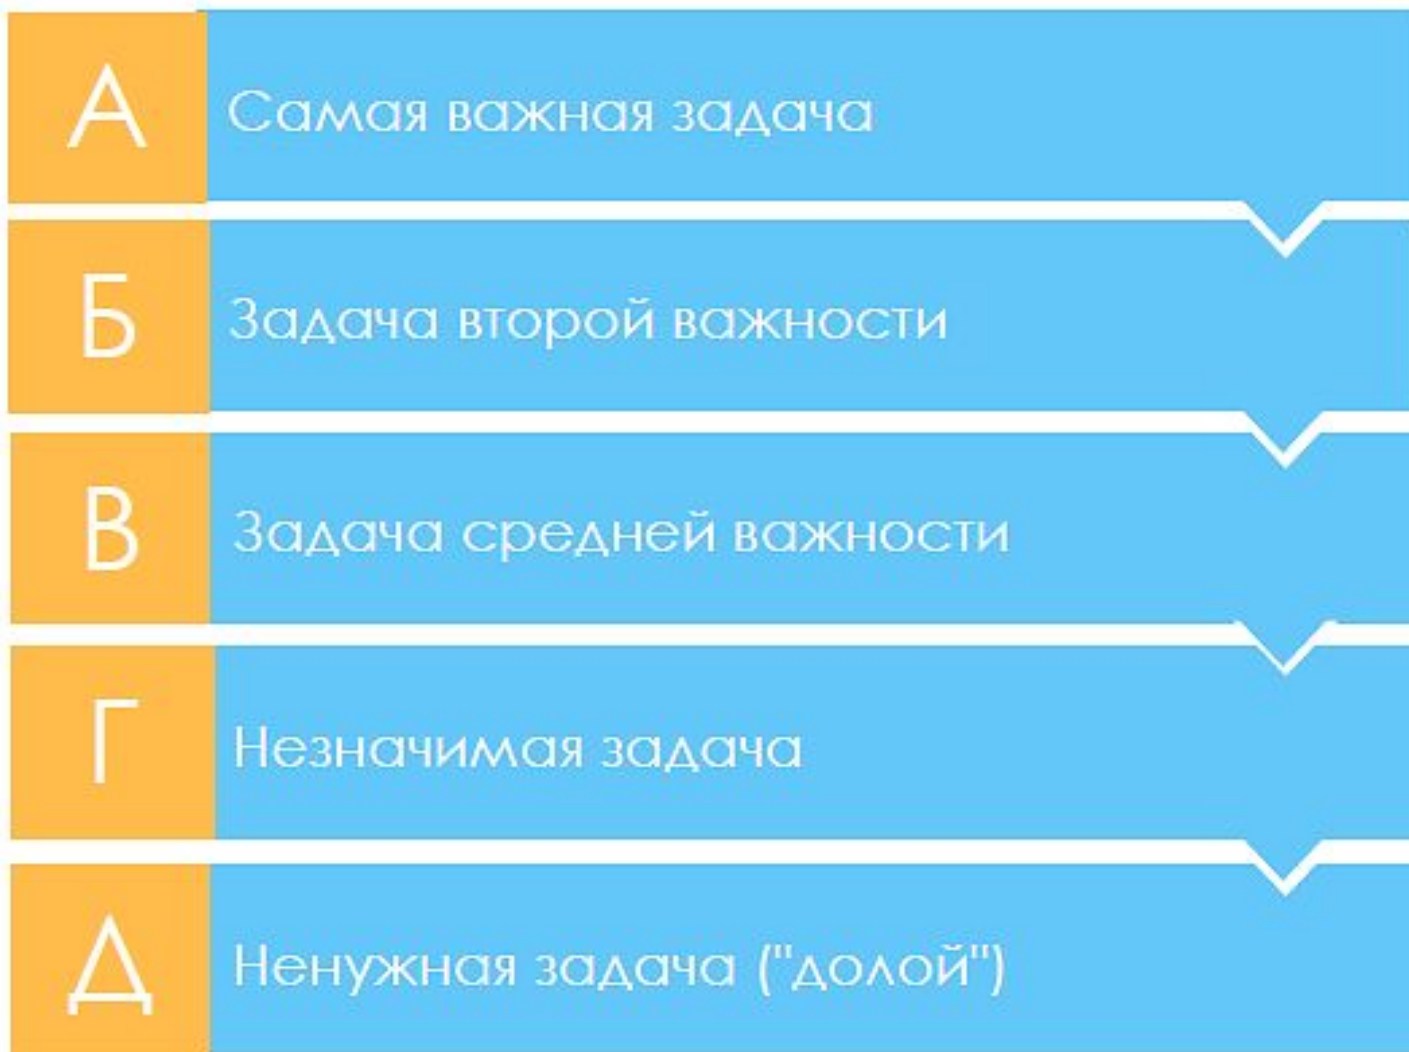 А
Самая важная задача
Б
Задача второй важности
В
Задача средней важности
Г
Незначимая задача
Д
Ненужная задача ("долой")